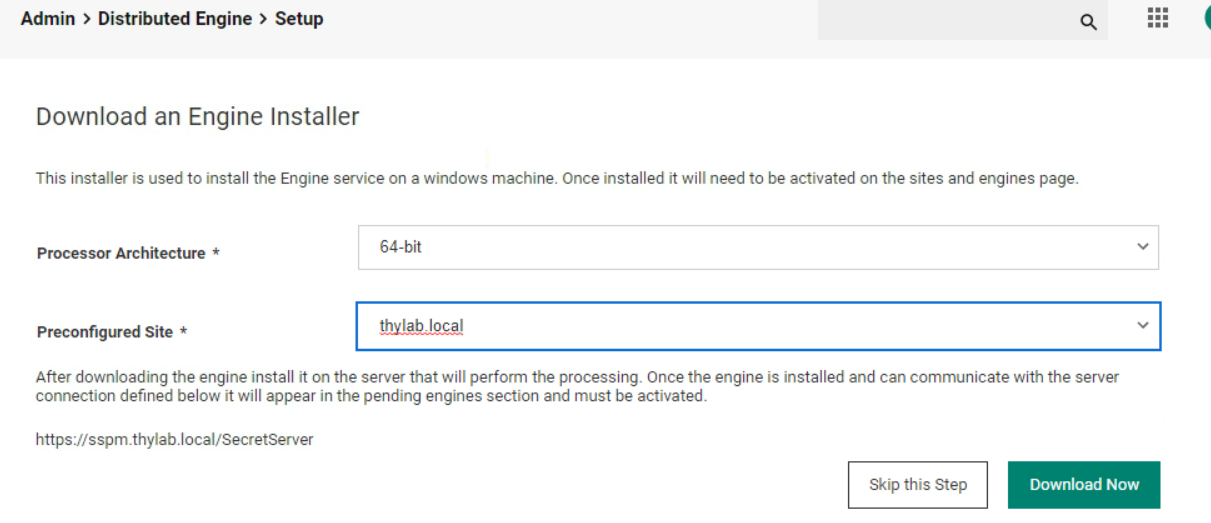 Admin > Distributed Engine > Setup
Download an Engine Installer
This installer is used to install the Engine service on a windows machine. Once installed it will need to be activated on the sites and engines page.
Processor Architecture *
64-bit
Preconfigured Site *
thylab.local
After downloading the engine install it on the server that will perform the processing. Once the engine is installed and can communicate with the server
connection defined below it will appear in the pending engines section and must be activated.
https://sspm.thylab.local/SecretServer
Skip this Step
Download Now